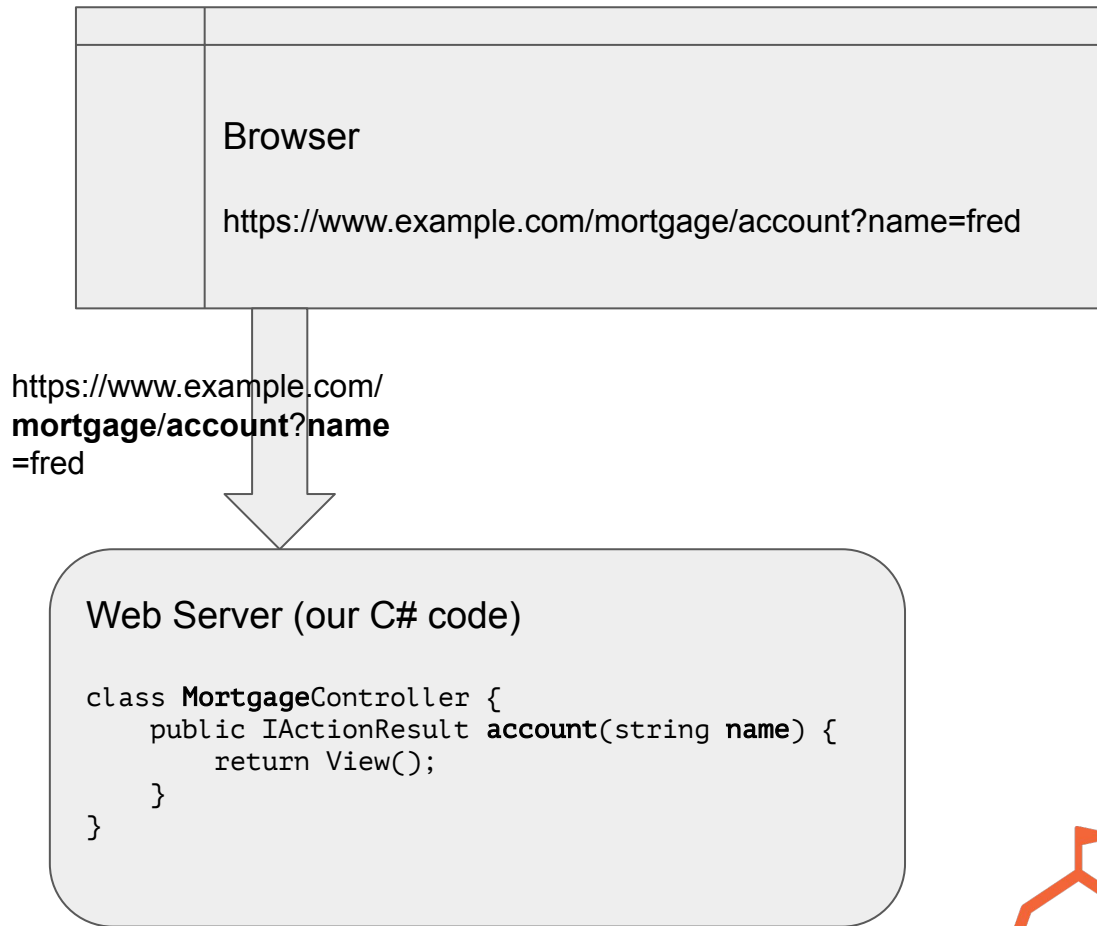 Browser
https://www.example.com/mortgage/account?name=fred
https://www.example.com/
mortgage/account?name
=fred
Web Server (our C# code)
class MortgageController {
    public IActionResult account(string name) {
        return View();
    }
}